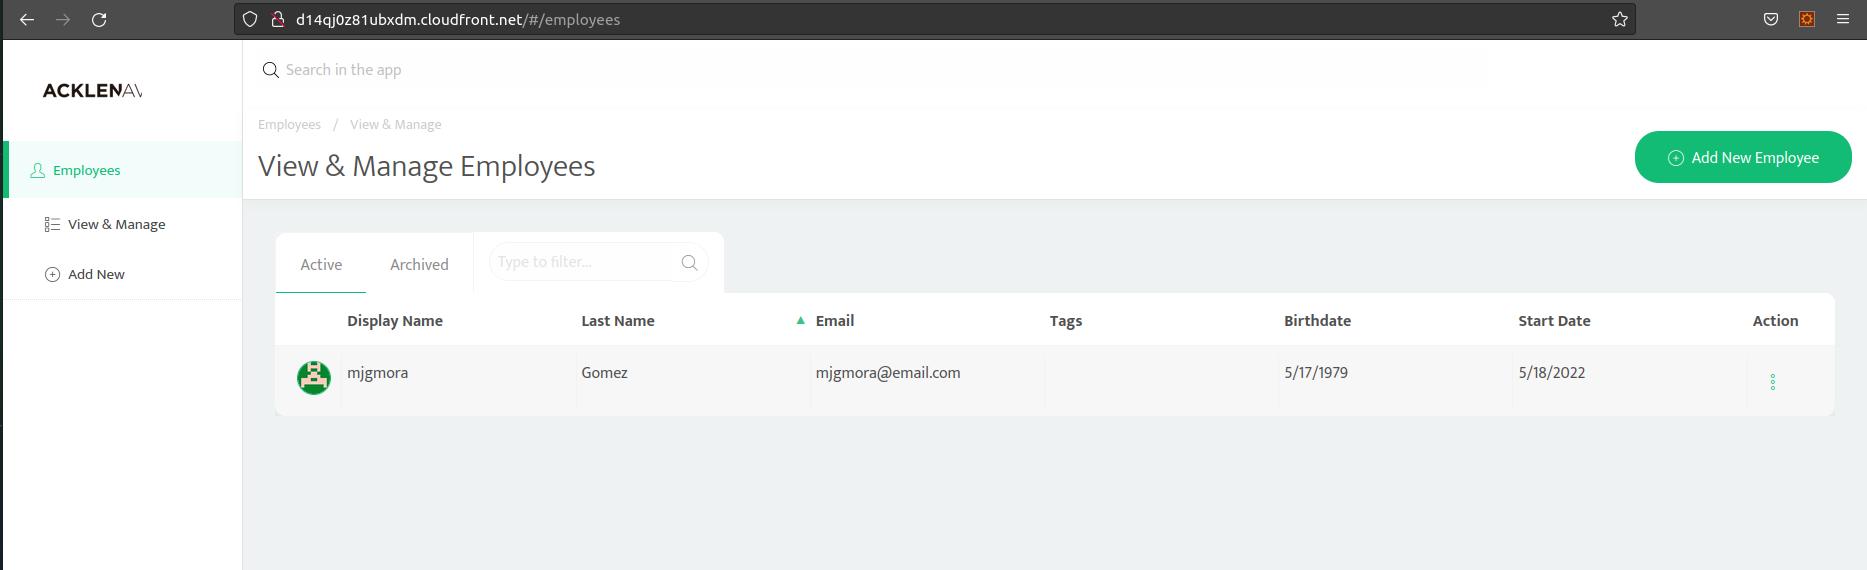 d14qj0z81ubxdm.cloudfront.net/#/employees
ACKLENAV
Search in the app
Employees / View & Manage
View & Manage Employees
Add New Employee
Employees
View & Manage
Add New
Active Archived Type to filter...
Display Name Last Name ▲ Email Tags Birthdate Start Date Action
mjgmora Gomez mjgmora@email.com 5/17/1979 5/18/2022